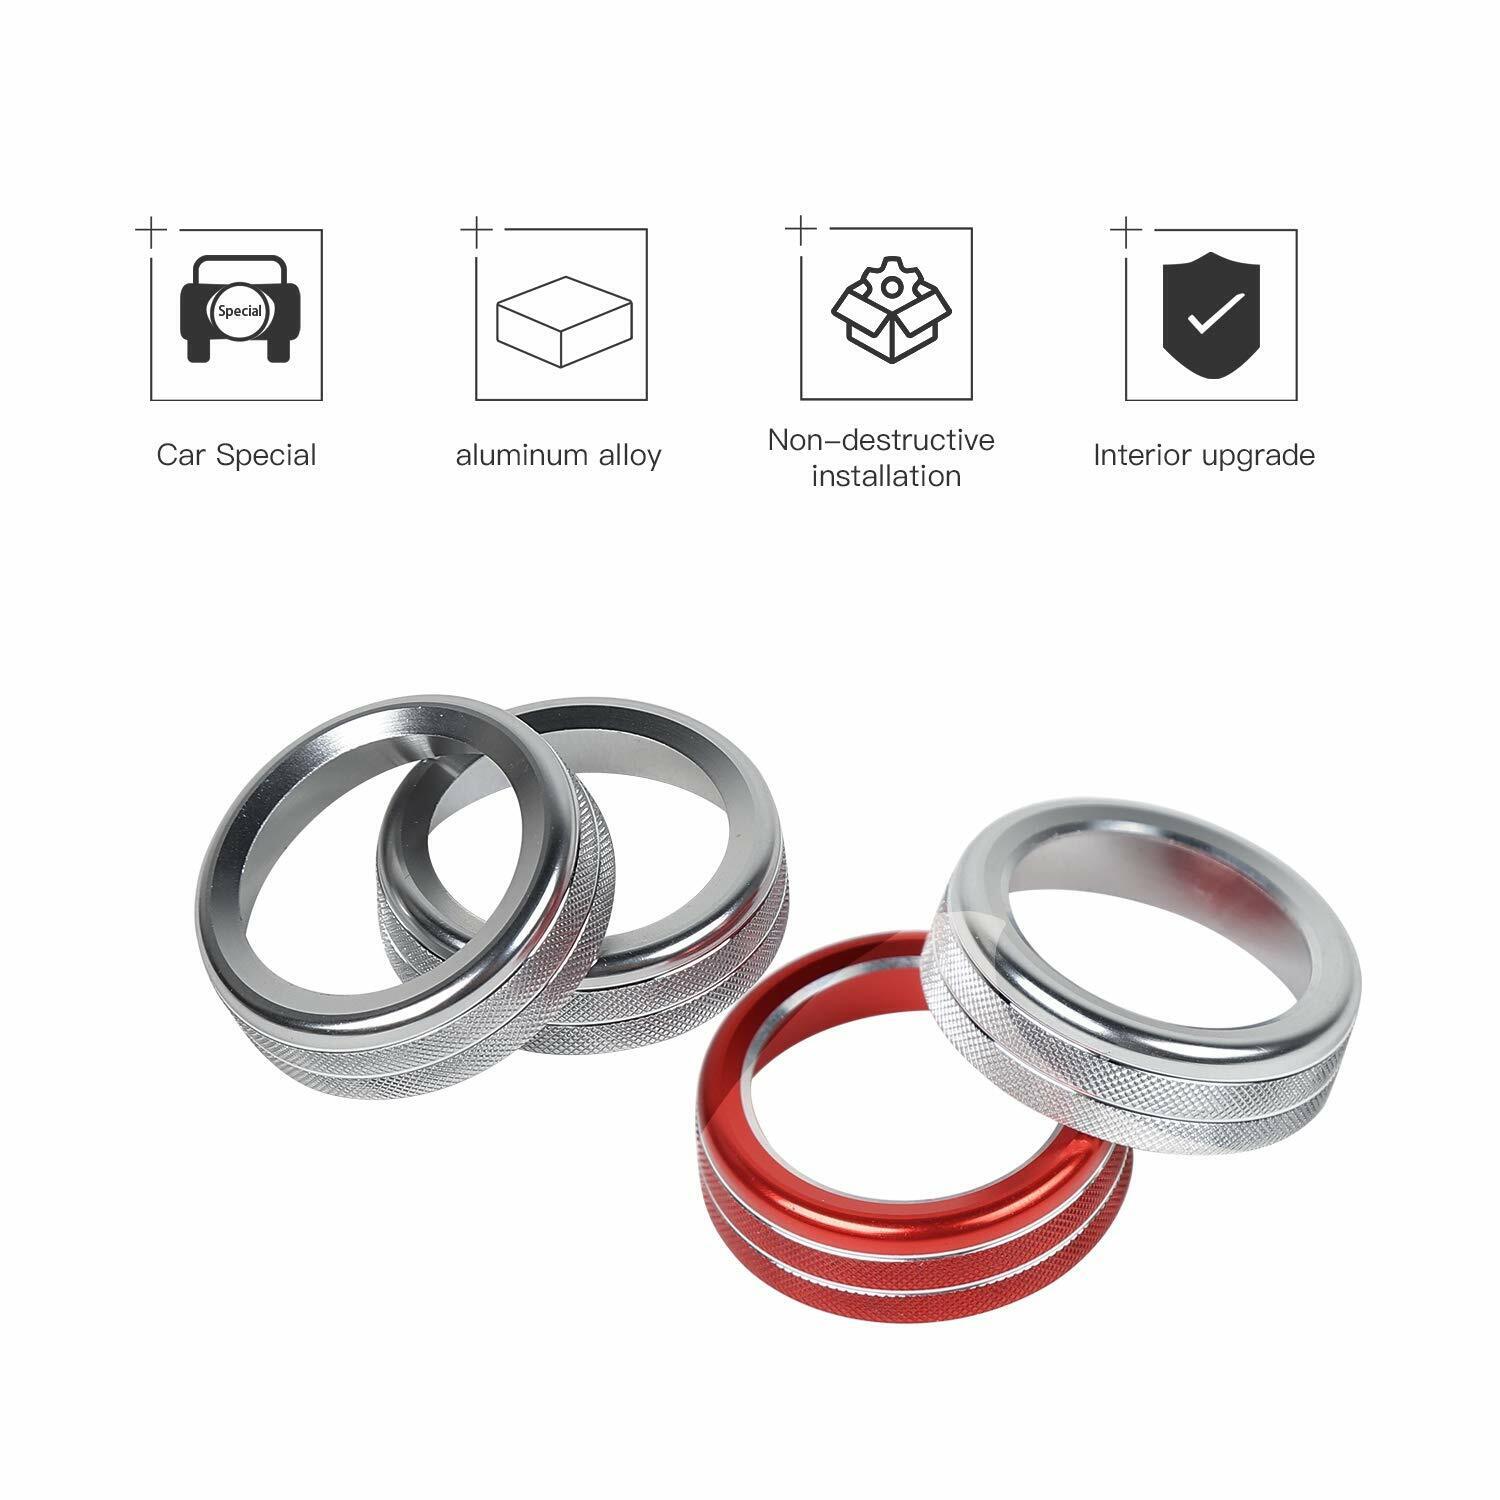 Special
Car Special
aluminum alloy
Non-destructive
installation
Interior upgrade